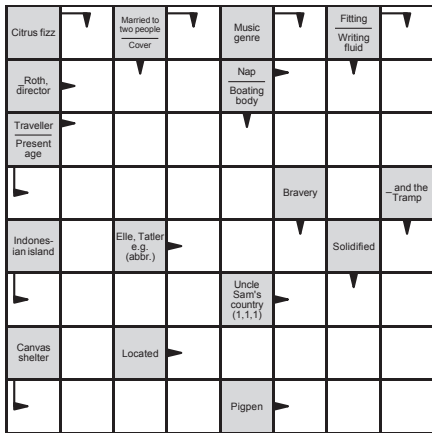 Citrus fizz
Married to
two people
Cover
Music
genre
Fitting
Writing
fluid
_Roth,
director
Nap
Boating
body
Traveller
Present
age
Bravery
– and the
Tramp
Indones-
ian island
Elle, Tatler
e.g.
(abbr.)
Solidified
Uncle
Sam's
country
(1,1,1)
Canvas
shelter
Located
Pigpen